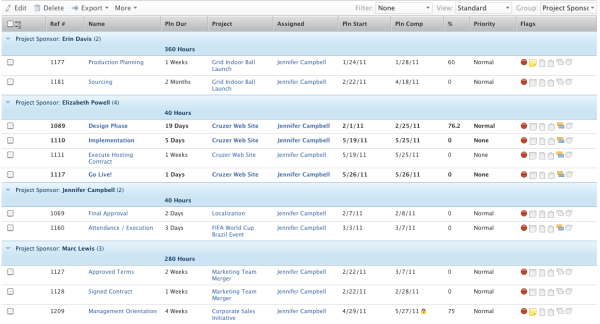 Edit Delete Export More Filter: None View: Standard Group: Project Sponsor
Ref # Name Pln Dur Project Assigned Pln Start Pln Comp % Priority Flags
Project Sponsor: Erin Davis (2)
360 Hours
1177 Production Planning 1 Weeks Grid Indoor Ball Jennifer Campbell 1/24/11 1/28/11 60 Normal
Launch
1181 Sourcing 2 Months Grid Indoor Ball Jennifer Campbell 2/22/11 4/18/11 0 Normal
Launch
Project Sponsor: Elizabeth Powell (4)
40 Hours
1089 Design Phase 19 Days Cruzer Web Site Jennifer Campbell 2/1/11 2/25/11 76.2 Normal
1110 Implementation 5 Days Cruzer Web Site Jennifer Campbell 5/19/11 5/25/11 0 None
1111 Execute Hosting 1 Weeks Cruzer Web Site Jennifer Campbell 5/19/11 5/25/11 0 None
Contract
1117 Go Live! 1 Days Cruzer Web Site Jennifer Campbell 5/26/11 5/26/11 0 None
Project Sponsor: Jennifer Campbell (2)
40 Hours
1069 Final Approval 2 Days Localization Jennifer Campbell 2/7/11 2/8/11 0 Normal
1160 Attendance / Execution 3 Days FIFA World Cup Jennifer Campbell 3/3/11 3/7/11 0 Normal
Brazil Event
Project Sponsor: Marc Lewis (3)
280 Hours
1127 Approved Terms 2 Weeks Marketing Team Jennifer Campbell 2/22/11 3/7/11 0 Normal
Merger
1128 Signed Contract 1 Weeks Marketing Team Jennifer Campbell 2/22/11 2/28/11 0 Normal
Merger
1209 Management Orientation 4 Weeks Corporate Sales Jennifer Campbell 4/29/11 5/27/11 75 Normal
Initiative